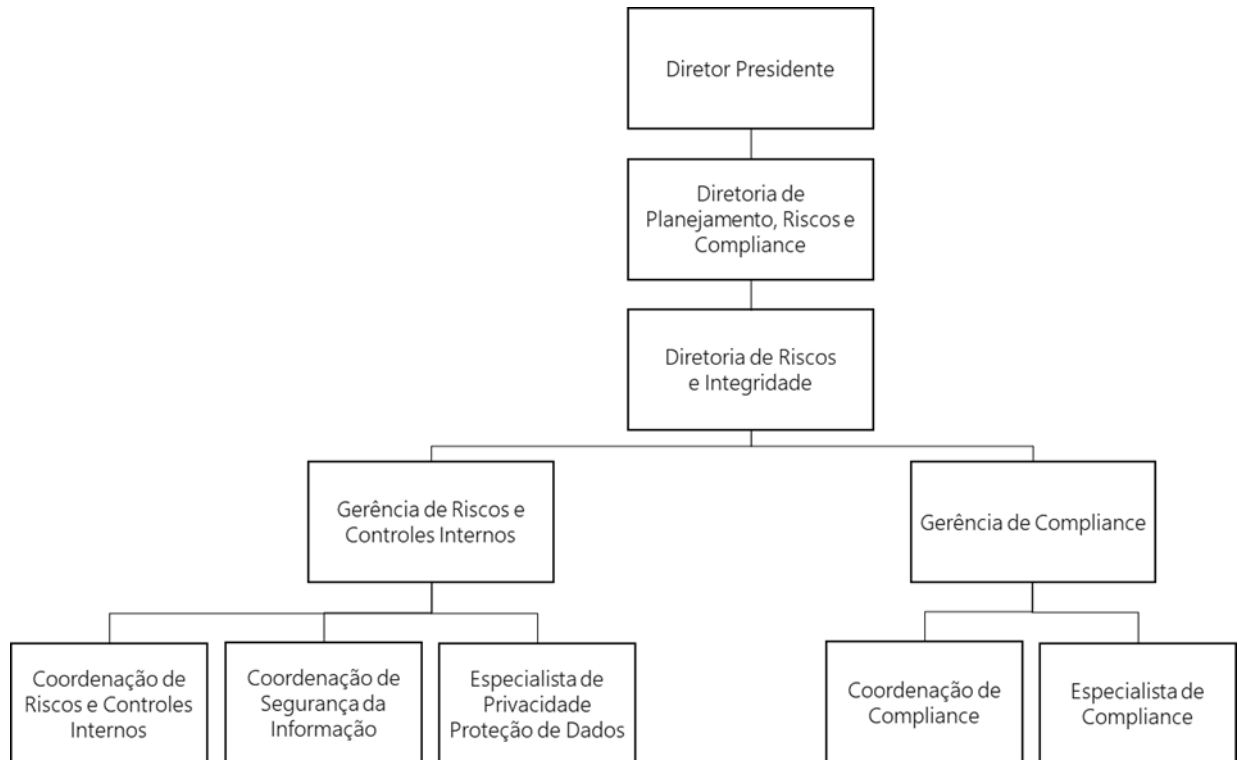 Diretor Presidente
Diretoria de
Planejamento, Riscos e
Compliance
Diretoria de Riscos
e Integridade
Gerência de Riscos e
Controles Internos
Gerência de Compliance
Coordenação de
Riscos e Controles
Internos
Coordenação de
Segurança da
Informação
Especialista de
Privacidade
Proteção de Dados
Coordenação de
Compliance
Especialista de
Compliance